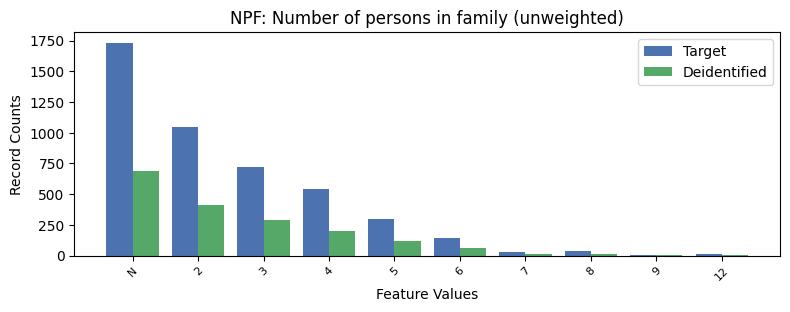 NPF: Number of persons in family (unweighted)
1750
1500
1250
1000
750
500
250
0
Record Counts
Target
Deidentified
N 2 3 4 5 6 7 8 9 12
Feature Values